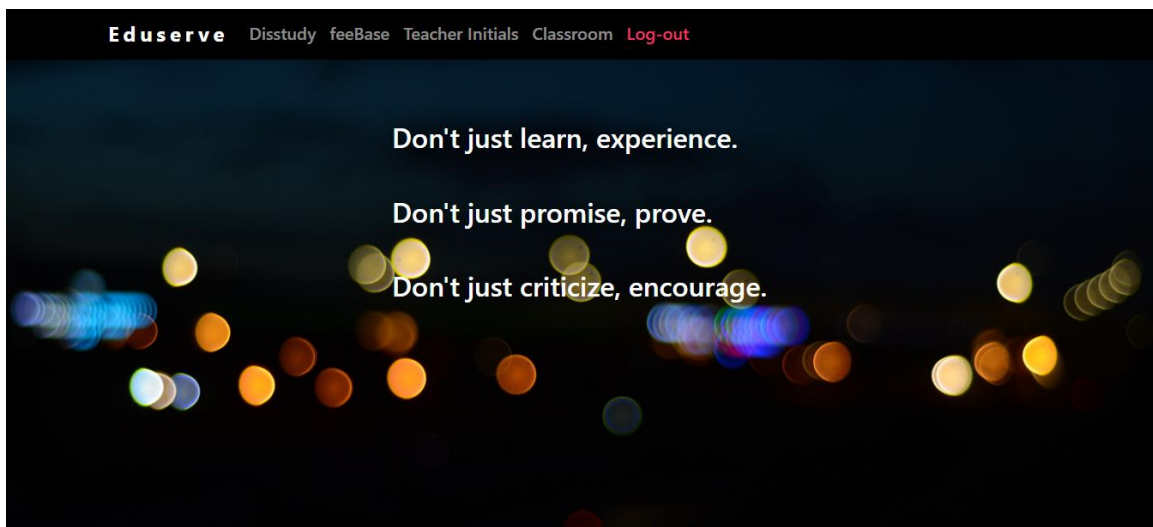 Eduserve Disstudy feeBase Teacher Initials Classroom Log-out
Don't just learn, experience.
Don't just promise, prove.
Don't just criticize, encourage.